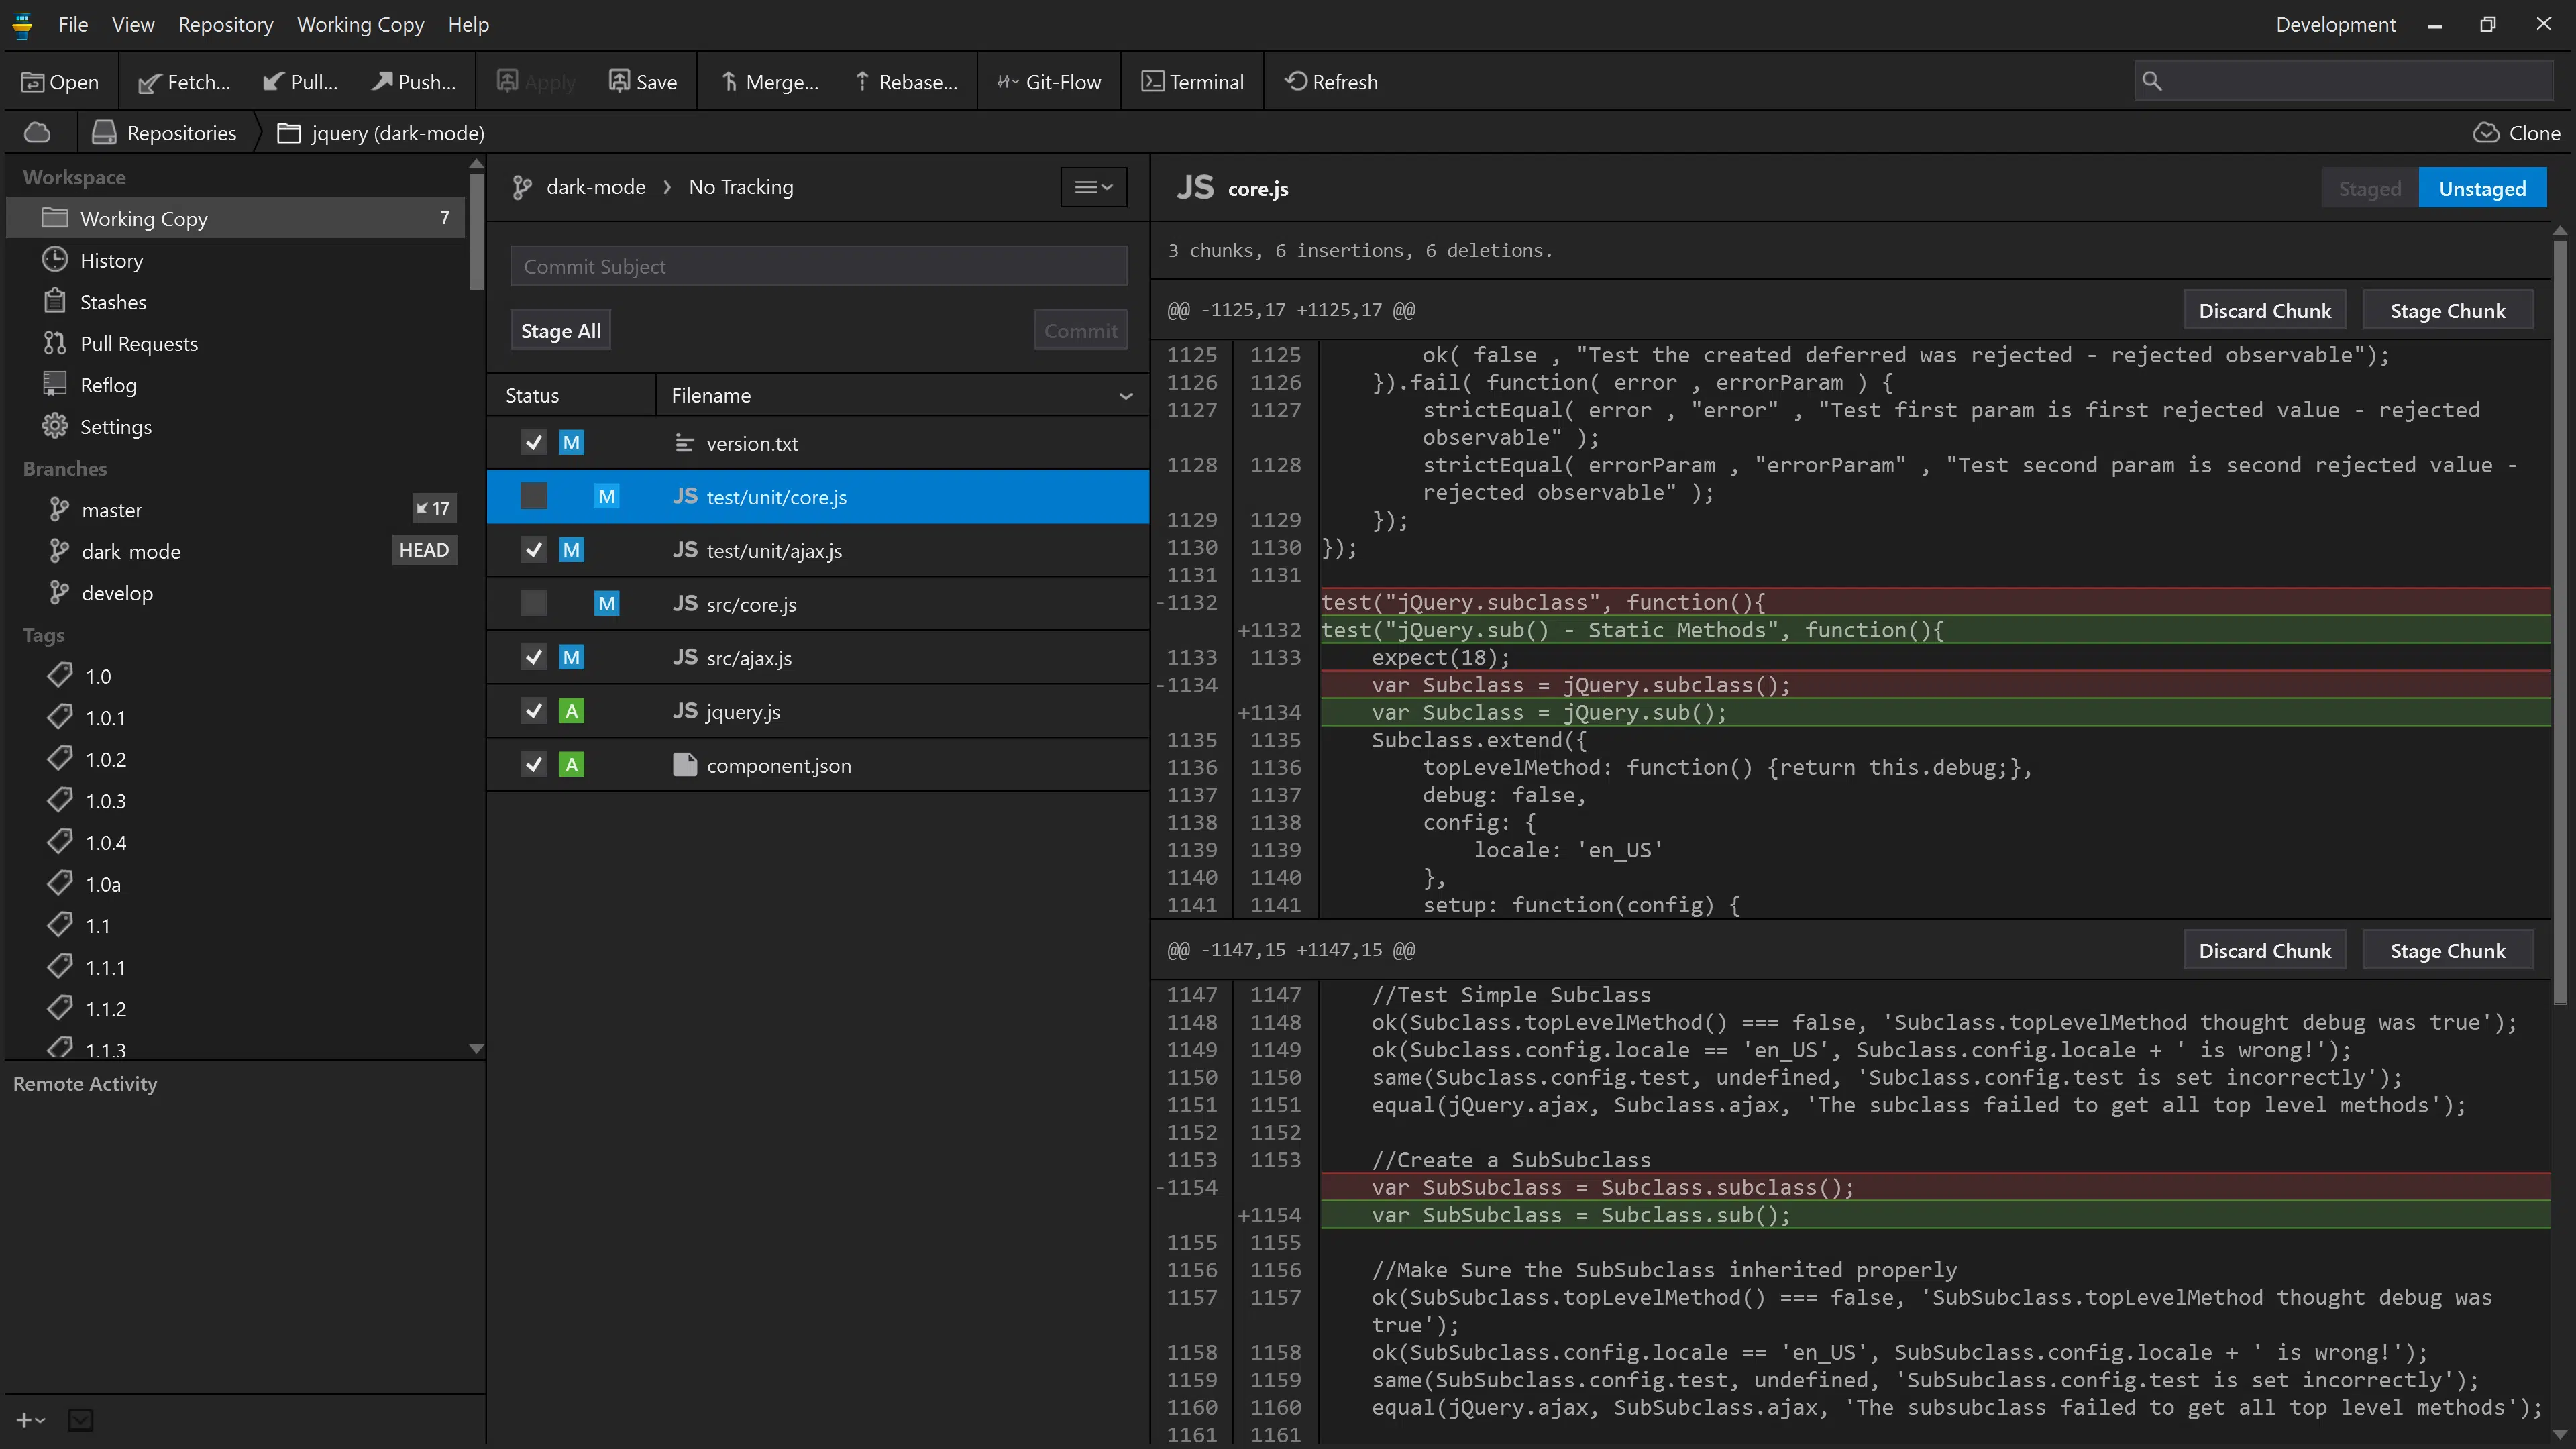 File View Repository Working Copy Help Development
Open Fetch... Pull... Push... Apply Save Merge... Rebase... Git-Flow Terminal Refresh
Repositories jquery (dark-mode) Clone
Workspace
Working Copy 7
History
Stashes
Pull Requests
Reflog
Settings
Branches
master 17
dark-mode HEAD
develop
Tags
1.0
1.0.1
1.0.2
1.0.3
1.0.4
1.0a
1.1
1.1.1
1.1.2
1.1.3
Remote Activity
dark-mode › No Tracking
Commit Subject
Stage All Commit
Status Filename
M version.txt
M JS test/unit/core.js
M JS test/unit/ajax.js
M JS src/core.js
M JS src/ajax.js
A JS jquery.js
A component.json
JS core.js Staged Unstaged
3 chunks, 6 insertions, 6 deletions.
@@ -1125,17 +1125,17 @@ Discard Chunk Stage Chunk
1125 1125 ok( false , "Test the created deferred was rejected - rejected observable");
1126 1126 }).fail( function( error , errorParam ) {
1127 1127 strictEqual( error , "error" , "Test first param is first rejected value - rejected
observable" );
1128 1128 strictEqual( errorParam , "errorParam" , "Test second param is second rejected value -
rejected observable" );
1129 1129 });
1130 1130 });
1131 1131
-1132 test("jQuery.subclass", function(){
+1132 test("jQuery.sub() - Static Methods", function(){
1133 1133 expect(18);
-1134 var Subclass = jQuery.subclass();
+1134 var Subclass = jQuery.sub();
1135 1135 Subclass.extend({
1136 1136 topLevelMethod: function() {return this.debug;},
1137 1137 debug: false,
1138 1138 config: {
1139 1139 locale: 'en_US'
1140 1140 },
1141 1141 setup: function(config) {
@@ -1147,15 +1147,15 @@ Discard Chunk Stage Chunk
1147 1147 //Test Simple Subclass
1148 1148 ok(Subclass.topLevelMethod() === false, 'Subclass.topLevelMethod thought debug was true');
1149 1149 ok(Subclass.config.locale == 'en_US', Subclass.config.locale + ' is wrong!');
1150 1150 same(Subclass.config.test, undefined, 'Subclass.config.test is set incorrectly');
1151 1151 equal(jQuery.ajax, Subclass.ajax, 'The subclass failed to get all top level methods');
1152 1152
1153 1153 //Create a SubSubclass
-1154 var SubSubclass = Subclass.subclass();
+1154 var SubSubclass = Subclass.sub();
1155 1155
1156 1156 //Make Sure the SubSubclass inherited properly
1157 1157 ok(SubSubclass.topLevelMethod() === false, 'SubSubclass.topLevelMethod thought debug was
true');
1158 1158 ok(SubSubclass.config.locale == 'en_US', SubSubclass.config.locale + ' is wrong!');
1159 1159 same(SubSubclass.config.test, undefined, 'SubSubclass.config.test is set incorrectly');
1160 1160 equal(jQuery.ajax, SubSubclass.ajax, 'The subsubclass failed to get all top level methods');
1161 1161